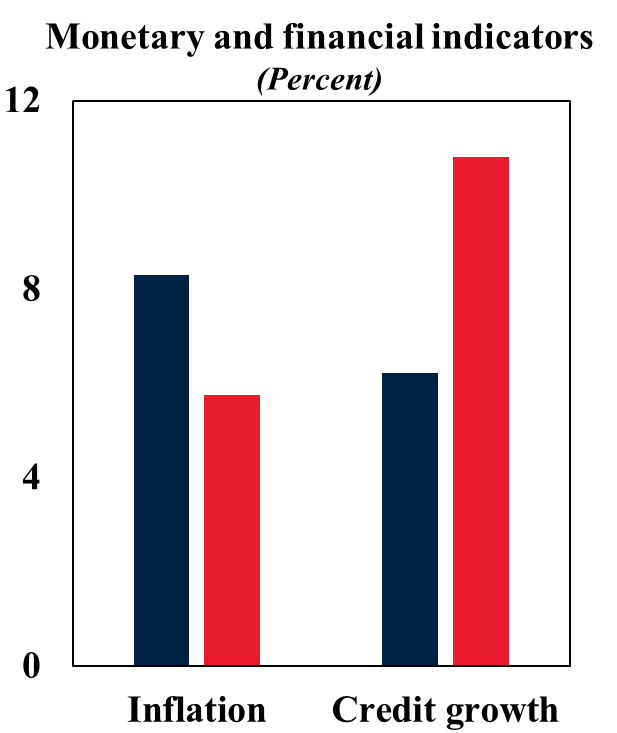 Monetary and financial indicators
(Percent)
12
8
4
0
Inflation
Credit growth